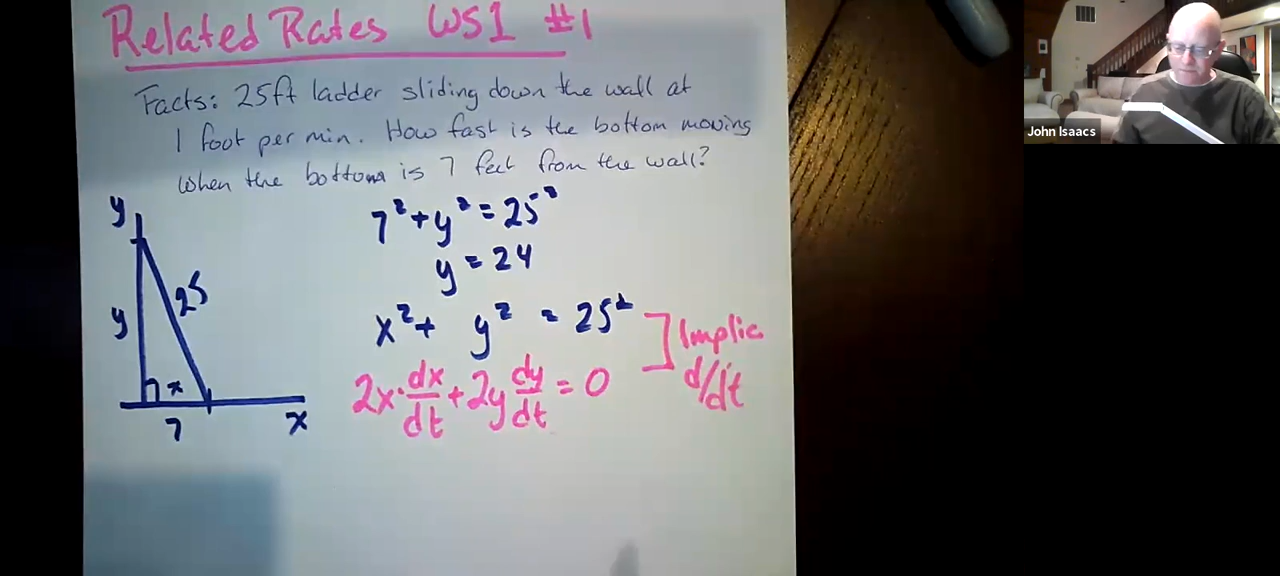 Related Rates WS1 #1
Facts: 25ft ladder sliding down the wall at
1 foot per min. How fast is the bottom moving
when the bottom is 7 feet from the wall?
y
y
25
x
7
x
7² + y² = 25²
y = 24
x² + y² = 25²
2x · dx/dt + 2y dy/dt = 0
] Implic
d/dt
John Isaacs